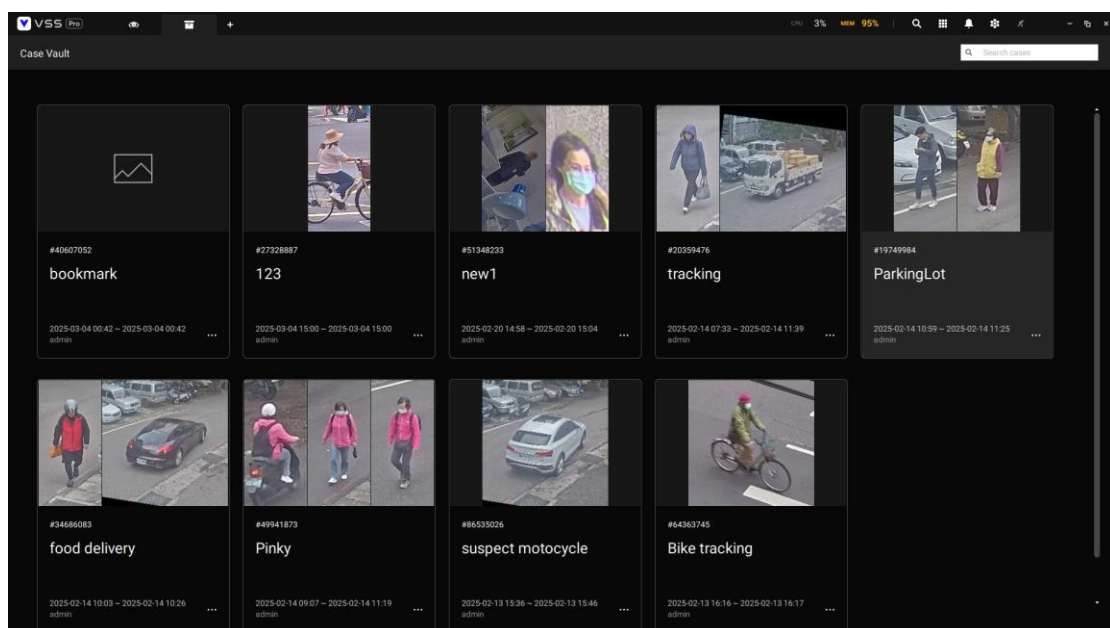 VSS Pro
+
CPU 3% MEM 95%
Case Vault
Search cases
#40607052
bookmark
2025-03-04 00:42 ~ 2025-03-04 00:42
admin
...
#27328887
123
2025-03-04 15:00 ~ 2025-03-04 15:00
admin
...
#51348233
new1
2025-02-20 14:58 ~ 2025-02-20 15:04
admin
...
#20359476
tracking
2025-02-14 07:33 ~ 2025-02-14 11:39
admin
...
#19749984
ParkingLot
2025-02-14 10:59 ~ 2025-02-14 11:25
admin
...
#34686083
food delivery
2025-02-14 10:03 ~ 2025-02-14 10:26
admin
...
#49941873
Pinky
2025-02-14 09:07 ~ 2025-02-14 11:19
admin
...
#86535026
suspect motocycle
2025-02-13 15:36 ~ 2025-02-13 15:46
admin
...
#64363745
Bike tracking
2025-02-13 16:16 ~ 2025-02-13 16:17
admin
...